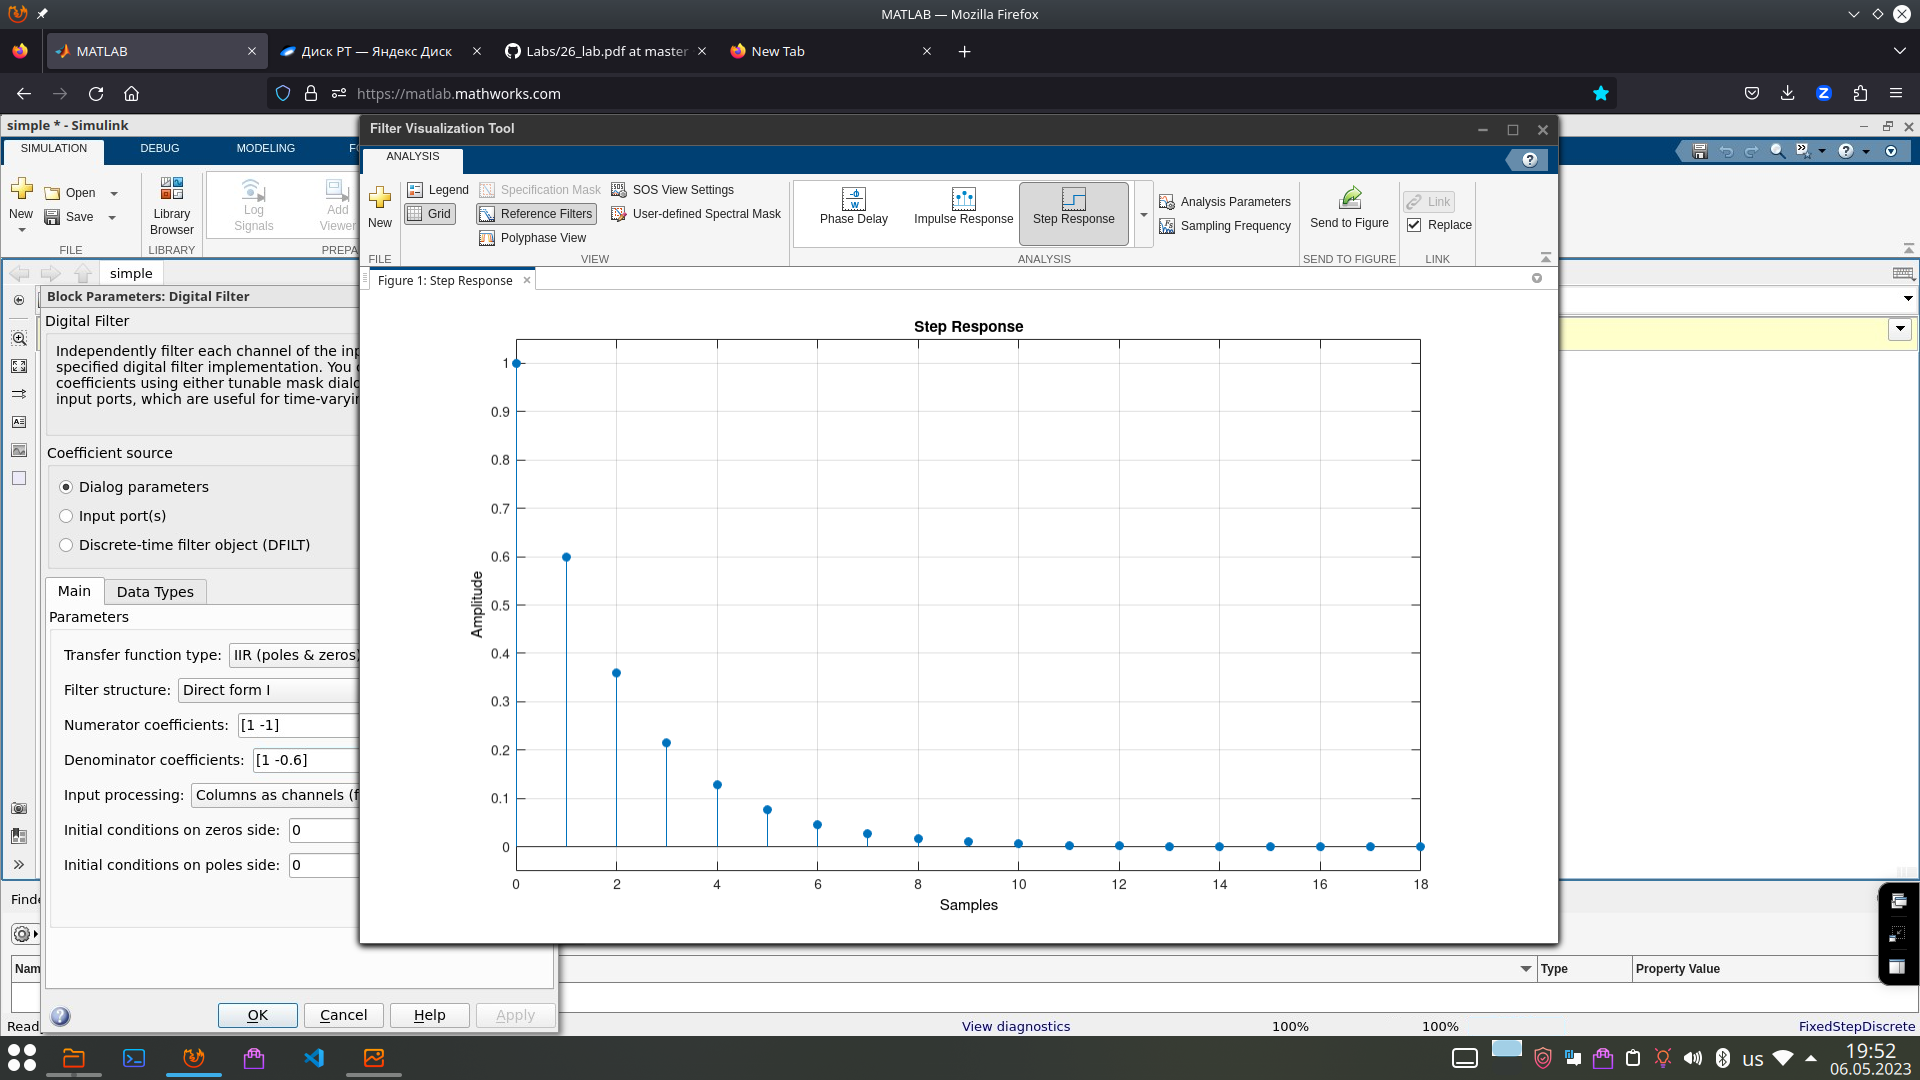 MATLAB — Mozilla Firefox
MATLAB
Диск РТ — Яндекс Диск
Labs/26_lab.pdf at master
New Tab
https://matlab.mathworks.com
simple * - Simulink
SIMULATION
DEBUG
MODELING
New
Open
Save
FILE
Library Browser
LIBRARY
Log Signals
Add Viewer
PREPA
simple
Block Parameters: Digital Filter
Digital Filter
Independently filter each channel of the inp
specified digital filter implementation. You
coefficients using either tunable mask dialo
input ports, which are useful for time-varyin
Coefficient source
Dialog parameters
Input port(s)
Discrete-time filter object (DFILT)
Main
Data Types
Parameters
Transfer function type: IIR (poles & zeros)
Filter structure: Direct form I
Numerator coefficients: [1 -1]
Denominator coefficients: [1 -0.6]
Input processing: Columns as channels (f
Initial conditions on zeros side: 0
Initial conditions on poles side: 0
OK
Cancel
Help
Apply
Filter Visualization Tool
ANALYSIS
New
FILE
Legend
Grid
Specification Mask
Reference Filters
Polyphase View
SOS View Settings
User-defined Spectral Mask
VIEW
Phase Delay
Impulse Response
Step Response
Analysis Parameters
Sampling Frequency
ANALYSIS
Send to Figure
SEND TO FIGURE
Link
Replace
LINK
Figure 1: Step Response
Step Response
1
0.9
0.8
0.7
0.6
0.5
0.4
0.3
0.2
0.1
0
Amplitude
0 2 4 6 8 10 12 14 16 18
Samples
Type
Property Value
View diagnostics
100%
100%
FixedStepDiscrete
us
19:52
06.05.2023